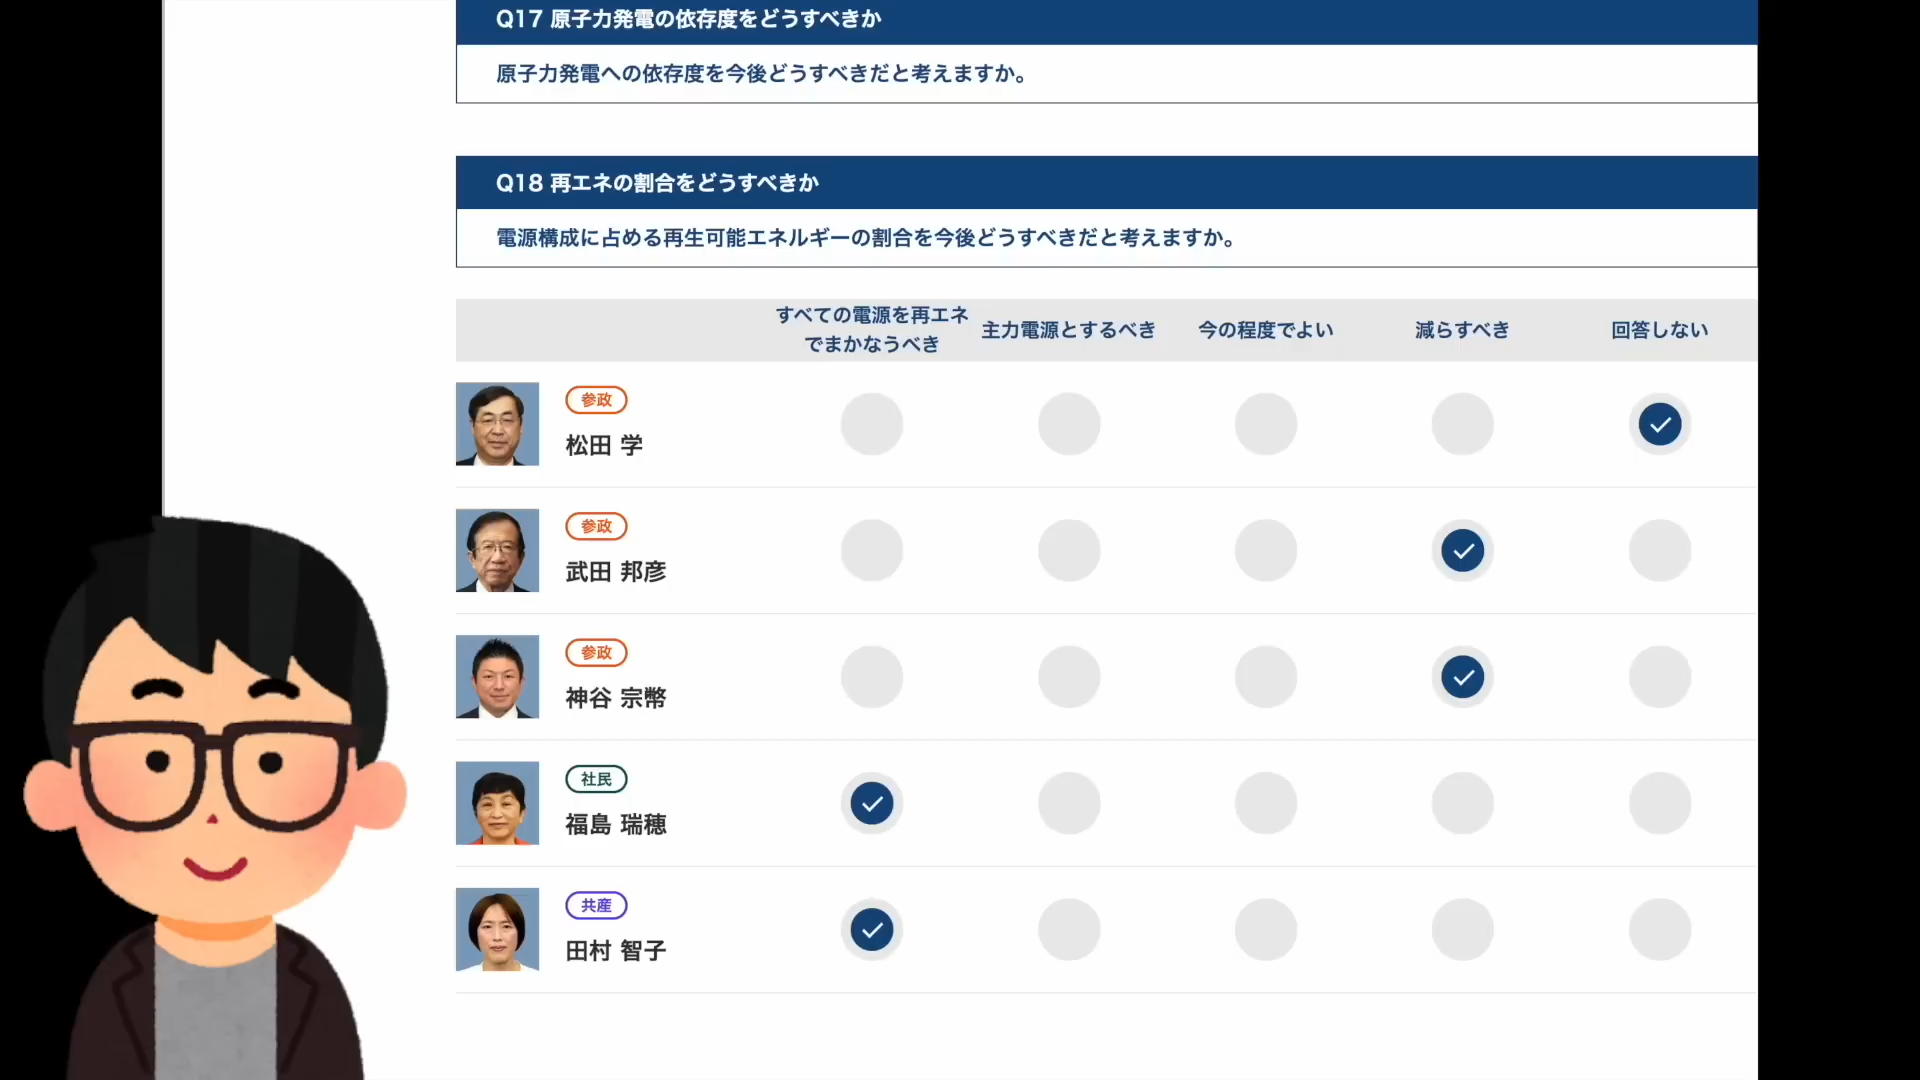 Q17 原子力発電の依存度をどうすべきか
原子力発電への依存度を今後どうすべきだと考えますか。
Q18 再エネの割合をどうすべきか
電源構成に占める再生可能エネルギーの割合を今後どうすべきだと考えますか。
すべての電源を再エネ
でまかなうべき
主力電源とするべき
今の程度でよい
減らすべき
回答しない
参政
松田 学
参政
武田 邦彦
参政
神谷 宗幣
社民
福島 瑞穂
共産
田村 智子